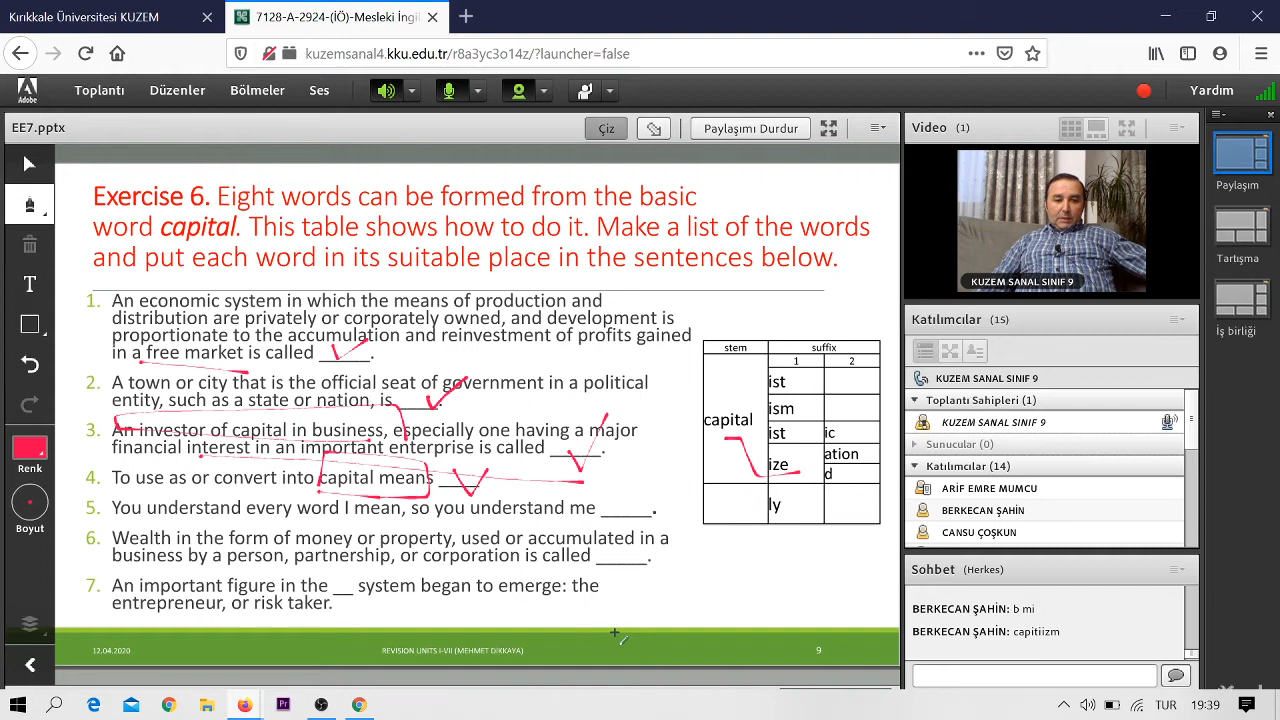 Kırıkkale Üniversitesi KUZEM
7128-A-2924-(İÖ)-Mesleki İngil
kuzemsanal4.kku.edu.tr/r8a3yc3o14z/?launcher=false
Adobe
Toplantı Düzenler Bölmeler Ses
Yardım
EE7.pptx
Çiz
Paylaşımı Durdur
Exercise 6. Eight words can be formed from the basic
word capital. This table shows how to do it. Make a list of the words
and put each word in its suitable place in the sentences below.
1. An economic system in which the means of production and
distribution are privately or corporately owned, and development is
proportionate to the accumulation and reinvestment of profits gained
in a free market is called _____.
2. A town or city that is the official seat of government in a political
entity, such as a state or nation, is _____.
3. An investor of capital in business, especially one having a major
financial interest in an important enterprise is called _____.
4. To use as or convert into capital means ____
5. You understand every word I mean, so you understand me _____.
6. Wealth in the form of money or property, used or accumulated in a
business by a person, partnership, or corporation is called _____.
7. An important figure in the __ system began to emerge: the
entrepreneur, or risk taker.
stem suffix
1 2
capital
ist
ism
ist ic
ize ation
d
ly
12.04.2020
REVISION UNITS I-VII (MEHMET DİKKAYA)
9
T
Renk
Boyut
Video (1)
KUZEM SANAL SINIF 9
Katılımcılar (15)
KUZEM SANAL SINIF 9
Toplantı Sahipleri (1)
KUZEM SANAL SINIF 9
Sunucular (0)
Katılımcılar (14)
ARİF EMRE MUMCU
BERKECAN ŞAHİN
CANSU ÇOŞKUN
Sohbet (Herkes)
BERKECAN ŞAHİN: b mi
BERKECAN ŞAHİN: capitiizm
Paylaşım
Tartışma
İş birliği
Pr
TUR
19:39